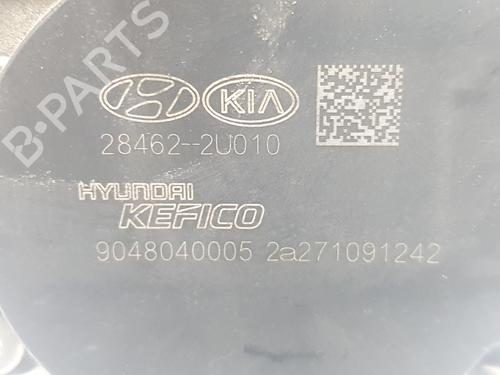 KIA
28462-2U010
HYUNDAI
KEFICO
9048040005 2a271091242
B-PARTS